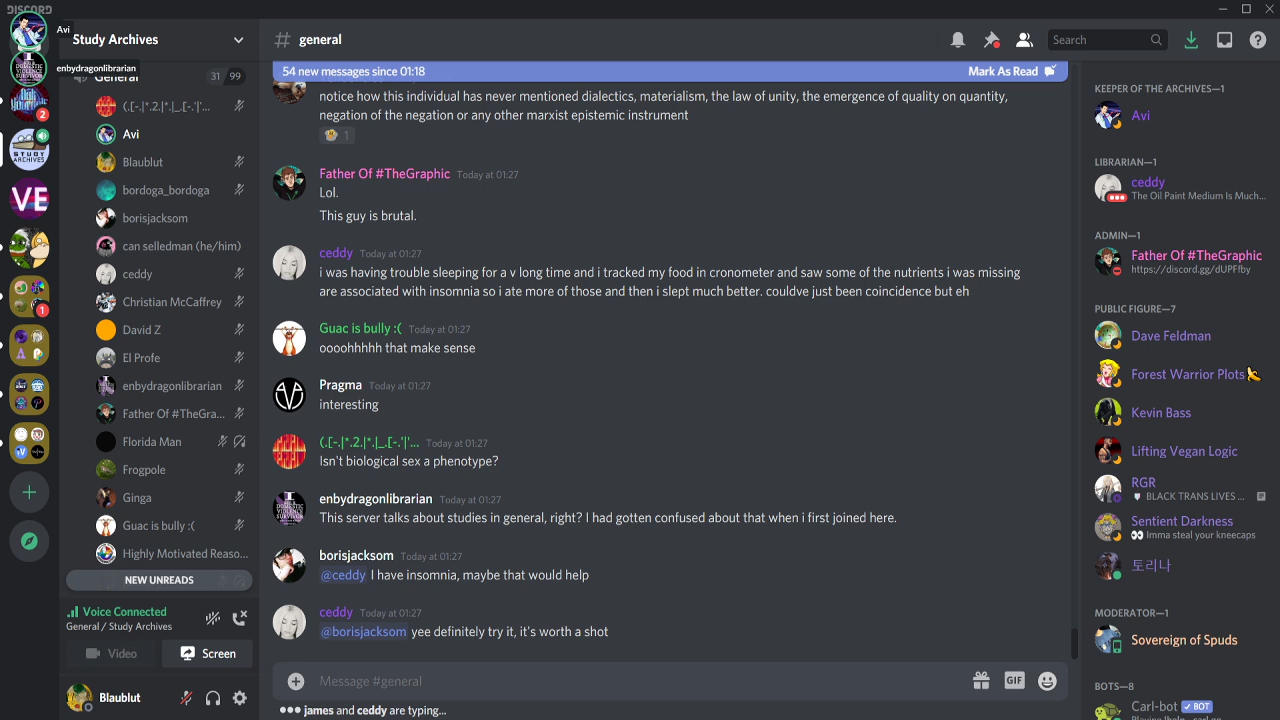 DISCORD
Avi
enbydragonlibrarian
2
STUDY
ARCHIVES
VE
1
Study Archives
General
31 99
(.[-.|*.2.|*.|_.[-.'|'...
Avi
Blaublut
bordoga_bordoga
borisjacksom
can selledman (he/him)
ceddy
Christian McCaffrey
David Z
El Profe
enbydragonlibrarian
Father Of #TheGra...
Florida Man
Frogpole
Ginga
Guac is bully :(
Highly Motivated Reaso...
NEW UNREADS
Voice Connected
General / Study Archives
Video
Screen
Blaublut
# general
Search
54 new messages since 01:18
Mark As Read
notice how this individual has never mentioned dialectics, materialism, the law of unity, the emergence of quality on quantity,
negation of the negation or any other marxist epistemic instrument
1
Father Of #TheGraphic Today at 01:27
Lol.
This guy is brutal.
ceddy Today at 01:27
i was having trouble sleeping for a v long time and i tracked my food in cronometer and saw some of the nutrients i was missing
are associated with insomnia so i ate more of those and then i slept much better. couldve just been coincidence but eh
Guac is bully :( Today at 01:27
ooohhhhh that make sense
Pragma Today at 01:27
interesting
(.[-.|*.2.|*.|_.[-.'|'... Today at 01:27
Isn't biological sex a phenotype?
enbydragonlibrarian Today at 01:27
This server talks about studies in general, right? I had gotten confused about that when i first joined here.
borisjacksom Today at 01:27
@ceddy I have insomnia, maybe that would help
ceddy Today at 01:27
@borisjacksom yee definitely try it, it's worth a shot
Message #general
GIF
james and ceddy are typing...
KEEPER OF THE ARCHIVES—1
Avi
LIBRARIAN—1
ceddy
The Oil Paint Medium Is Much...
ADMIN—1
Father Of #TheGraphic
https://discord.gg/dUPFfby
PUBLIC FIGURE—7
Dave Feldman
Forest Warrior Plots🍌
Kevin Bass
Lifting Vegan Logic
RGR
BLACK TRANS LIVES ...
Sentient Darkness
👀 Imma steal your kneecaps
토리나
MODERATOR—1
Sovereign of Spuds
BOTS—8
Carl-bot ✓ BOT